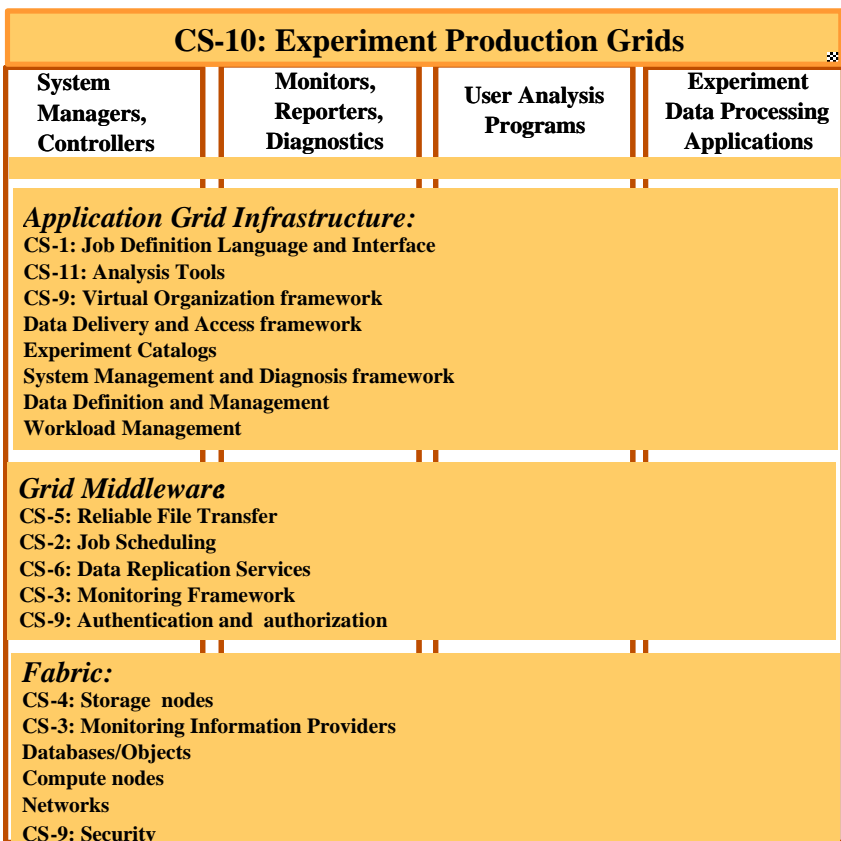 CS-10: Experiment Production Grids
System
Managers,
Controllers
Monitors,
Reporters,
Diagnostics
User Analysis
Programs
Experiment
Data Processing
Applications
Application Grid Infrastructure:
CS-1: Job Definition Language and Interface
CS-11: Analysis Tools
CS-9: Virtual Organization framework
Data Delivery and Access framework
Experiment Catalogs
System Management and Diagnosis framework
Data Definition and Management
Workload Management
Grid Middleware:
CS-5: Reliable File Transfer
CS-2: Job Scheduling
CS-6: Data Replication Services
CS-3: Monitoring Framework
CS-9: Authentication and authorization
Fabric:
CS-4: Storage nodes
CS-3: Monitoring Information Providers
Databases/Objects
Compute nodes
Networks
CS-9: Security